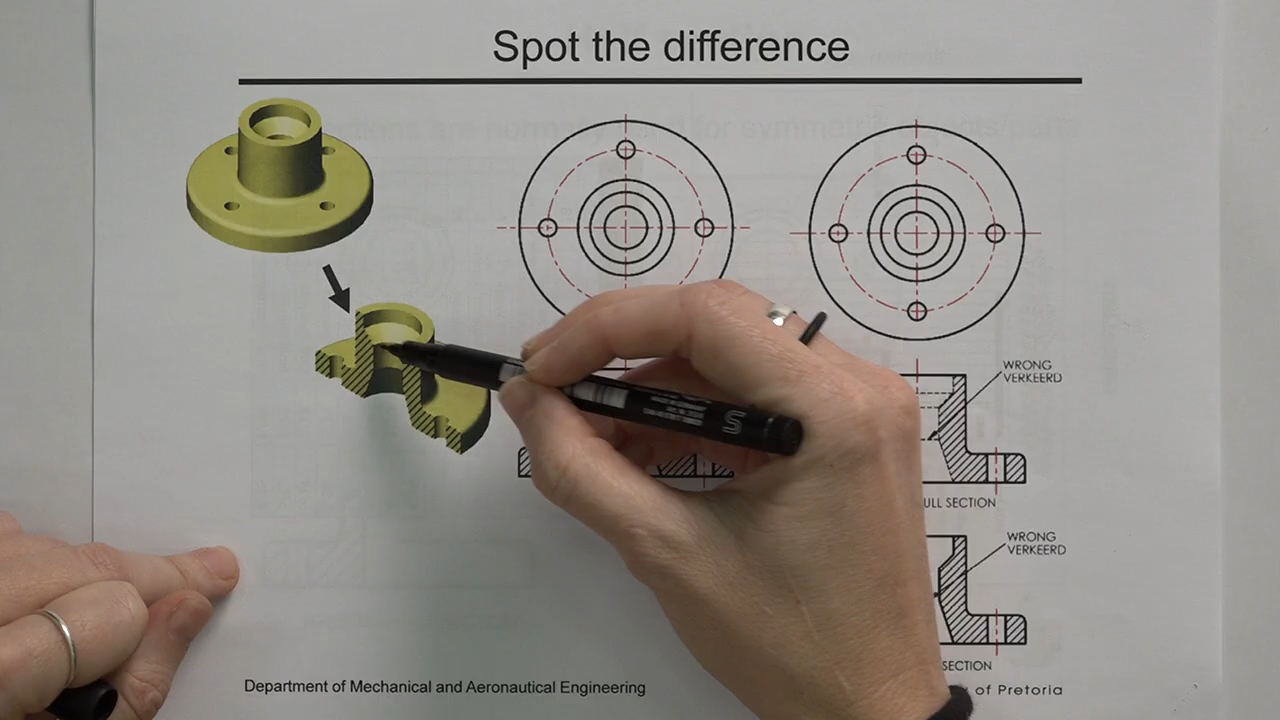 Spot the difference
WRONG
VERKEERD
ULL SECTION
WRONG
VERKEERD
SECTION
Department of Mechanical and Aeronautical Engineering
of Pretoria
S